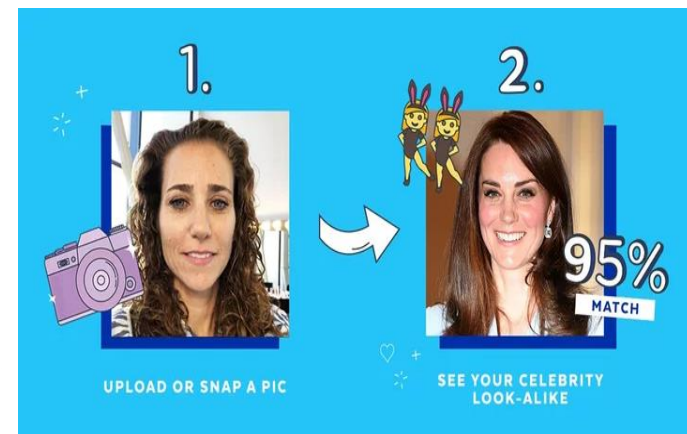 1.
UPLOAD OR SNAP A PIC
2.
95%
MATCH
SEE YOUR CELEBRITY
LOOK-ALIKE